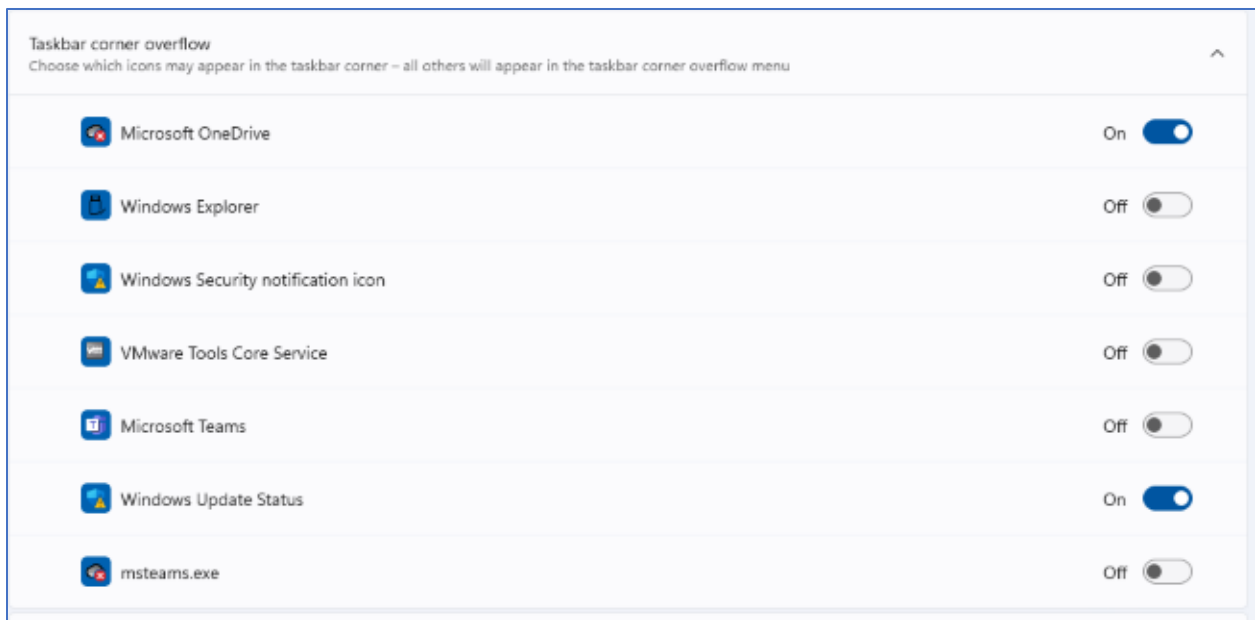 Taskbar corner overflow
Choose which icons may appear in the taskbar corner – all others will appear in the taskbar corner overflow menu
Microsoft OneDrive On
Windows Explorer Off
Windows Security notification icon Off
VMware Tools Core Service Off
Microsoft Teams Off
Windows Update Status On
msteams.exe Off